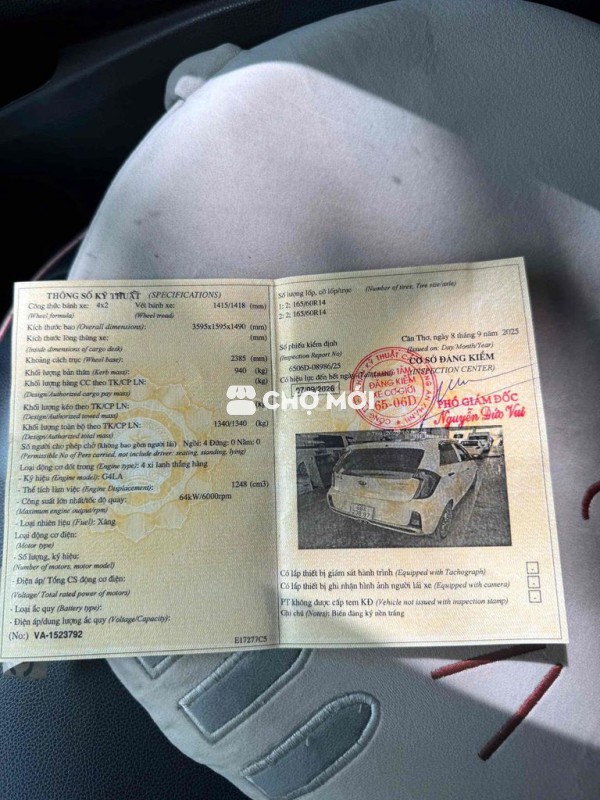 THÔNG SỐ KỸ THUẬT (SPECIFICATIONS)
Công thức bánh xe: 4x2 Vết bánh xe: 1415/1418 (mm)
(Wheel formula) (Wheel tread)
Kích thước bao (Overall dimensions): 3595x1595x1490 (mm)
Kích thước lòng thùng xe: (mm)
(Inside dimensions of cargo deck)
Khoảng cách trục (Wheel base): 2385 (mm)
Khối lượng bản thân (Kerb mass): 940 (kg)
Khối lượng hàng CC theo TK/CP LN:
(Design/Authorized cargo pay mass)
Khối lượng kéo theo TK/CP LN:
(Design/Authorized towed mass)
Khối lượng toàn bộ theo TK/CP LN: 1340/1340 (kg)
(Design/Authorized total mass)
Số người cho phép chở (không bao gồm người lái) Ngồi: 4 Đứng: 0 Nằm: 0
(Permissible No of Pers carried, not include driver: seating, standing, lying)
Loại động cơ đốt trong (Engine type): 4 xi lanh thẳng hàng
- Ký hiệu (Engine model): G4LA
- Thể tích làm việc (Engine Displacement): 1248 (cm3)
- Công suất lớn nhất/tốc độ quay: 64kW/6000rpm
(Maximum engine output/rpm)
- Loại nhiên liệu (Fuel): Xăng
Loại động cơ điện:
(Motor type)
- Số lượng, ký hiệu:
(Number of motors, motor model)
- Điện áp/ Tổng CS động cơ điện:
(Voltage/ Total rated power of motors)
- Loại ắc quy (Battery type):
- Điện áp/dung lượng ắc quy (Voltage/Capacity):
(No:) VA-1523792 E17277C5
Số lượng lốp, cỡ lốp/trục (Number of tires, Tire size/axle)
1: 2; 165/60R14
2: 2; 165/60R14
Số phiếu kiểm định
(Inspection Report No)
6506D-08986/25
Có hiệu lực đến hết ngày
07/09/2026
Cần Thơ, ngày 8 tháng 9 năm 2025
(Issued on: Day/Month/Year)
CƠ SỞ ĐĂNG KIỂM
(INSPECTION CENTER)
TRUNG TÂM
ĐĂNG KIỂM
XE CƠ GIỚI
65-06D
PHÓ GIÁM ĐỐC
Nguyễn Đức Vui
CHỢ MỚI
Có lắp thiết bị giám sát hành trình (Equipped with Tachograph) -
Có lắp thiết bị ghi nhận hình ảnh người lái xe (Equipped with camera) -
PT không được cấp tem KĐ (Vehicle not issued with inspection stamp) -
Ghi chú (Notes): Biển đăng ký nền trắng